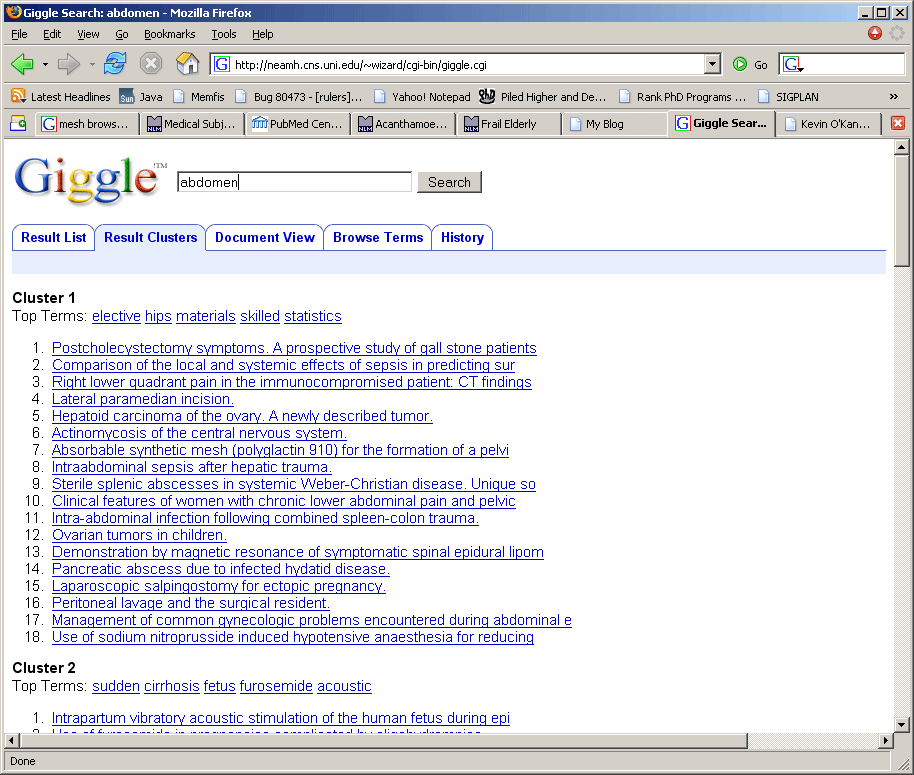 Giggle Search: abdomen - Mozilla Firefox
File Edit View Go Bookmarks Tools Help
G http://neamh.cns.uni.edu/~wizard/cgi-bin/giggle.cgi Go G
Latest Headlines Sun Java Memfis Bug 80473 - [rulers]... Yahoo! Notepad Piled Higher and De... Rank PhD Programs ... SIGPLAN »
G mesh brows... NLM Medical Subj... PubMed Cen... NLM Acanthamoe... NLM Frail Elderly My Blog G Giggle Sear... Kevin O'Kan...
Giggle™ abdomen Search
Result List Result Clusters Document View Browse Terms History
Cluster 1
Top Terms: elective hips materials skilled statistics
1. Postcholecystectomy symptoms. A prospective study of gall stone patients
2. Comparison of the local and systemic effects of sepsis in predicting sur
3. Right lower quadrant pain in the immunocompromised patient: CT findings
4. Lateral paramedian incision.
5. Hepatoid carcinoma of the ovary. A newly described tumor.
6. Actinomycosis of the central nervous system.
7. Absorbable synthetic mesh (polyglactin 910) for the formation of a pelvi
8. Intraabdominal sepsis after hepatic trauma.
9. Sterile splenic abscesses in systemic Weber-Christian disease. Unique so
10. Clinical features of women with chronic lower abdominal pain and pelvic
11. Intra-abdominal infection following combined spleen-colon trauma.
12. Ovarian tumors in children.
13. Demonstration by magnetic resonance of symptomatic spinal epidural lipom
14. Pancreatic abscess due to infected hydatid disease.
15. Laparoscopic salpingostomy for ectopic pregnancy.
16. Peritoneal lavage and the surgical resident.
17. Management of common gynecologic problems encountered during abdominal e
18. Use of sodium nitroprusside induced hypotensive anaesthesia for reducing
Cluster 2
Top Terms: sudden cirrhosis fetus furosemide acoustic
1. Intrapartum vibratory acoustic stimulation of the human fetus during epi
2. Use of furosemide in pregnancies complicated by oligohydramnios
Done